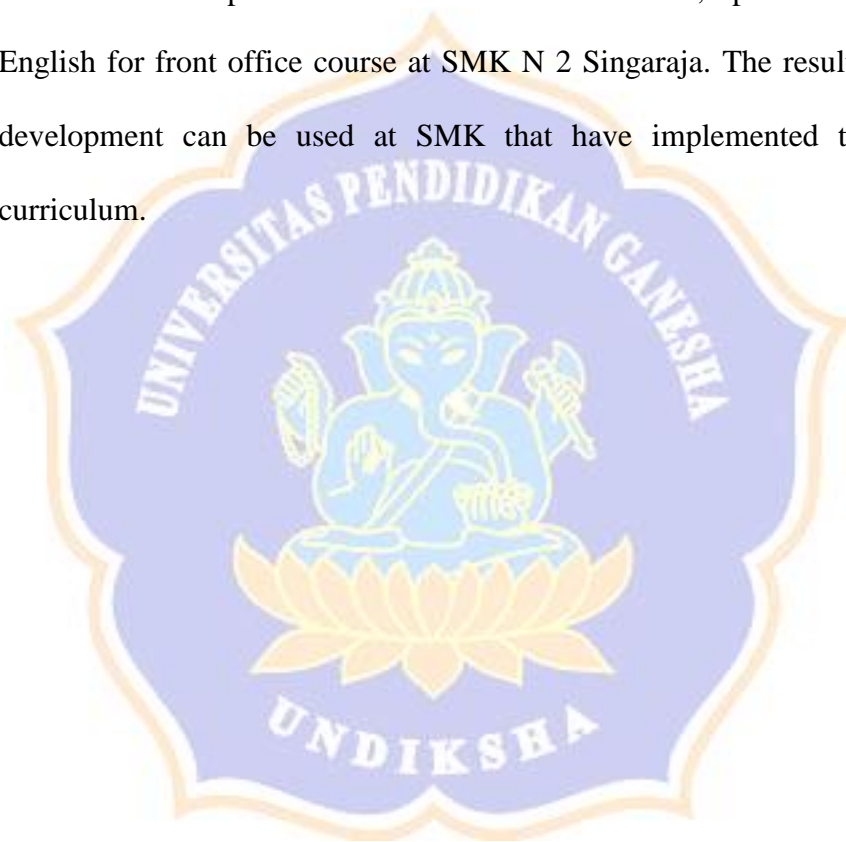 English for front office course at SMK N 2 Singaraja. The resul
development can be used at SMK that have implemented t
curriculum.
UNIVERSITAS PENDIDIKAN GANESHA
UNDIKSHA